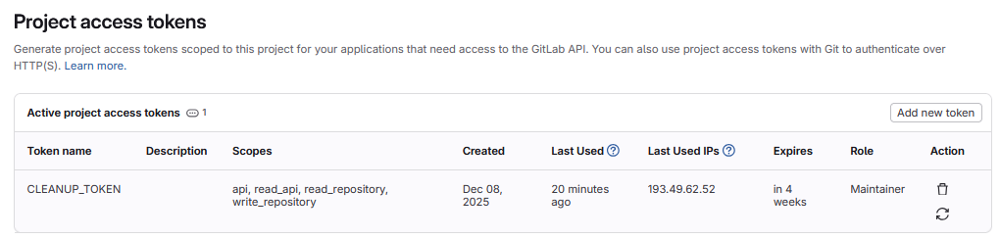 Project access tokens
Generate project access tokens scoped to this project for your applications that need access to the GitLab API. You can also use project access tokens with Git to authenticate over
HTTP(S). Learn more.
Active project access tokens 1
Add new token
Token name Description Scopes Created Last Used ? Last Used IPs ? Expires Role Action
CLEANUP_TOKEN api, read_api, read_repository, Dec 08, 20 minutes 193.49.62.52 in 4 Maintainer
write_repository 2025 ago weeks